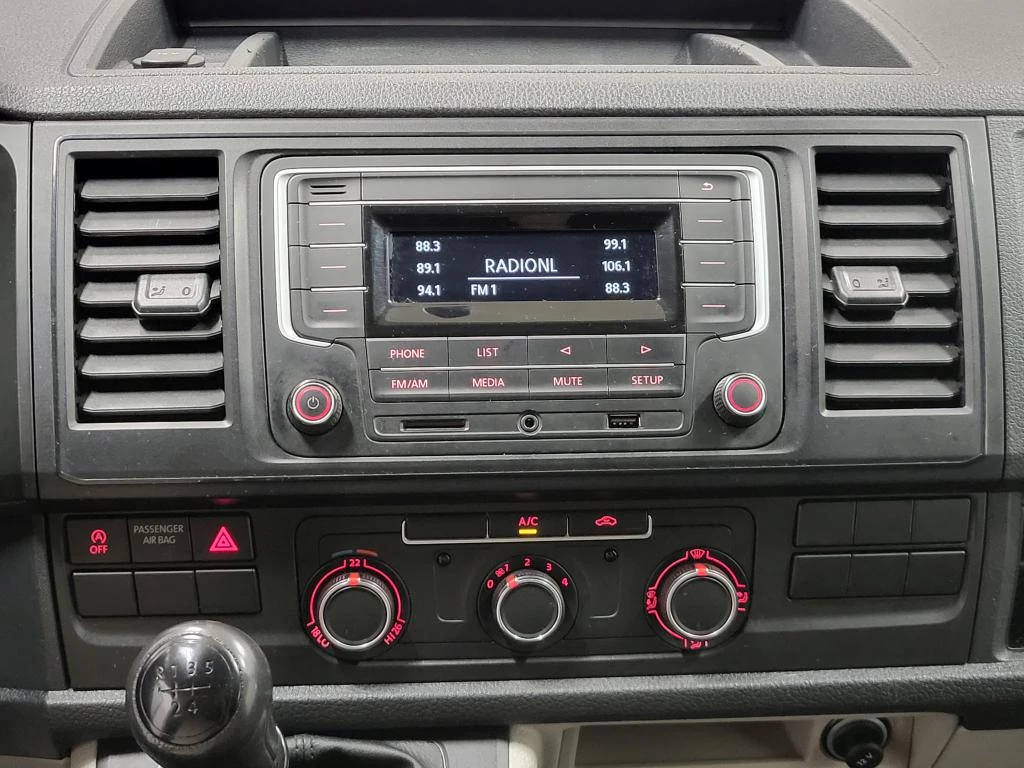 88.3 99.1
89.1 RADIONL 106.1
94.1 FM 1 88.3
PHONE LIST
FM/AM MEDIA MUTE SETUP
A/C
OFF PASSENGER AIR BAG
22
18 LO HI 26
0 1 2 3 4
R 1 3 5
2 4
12 V